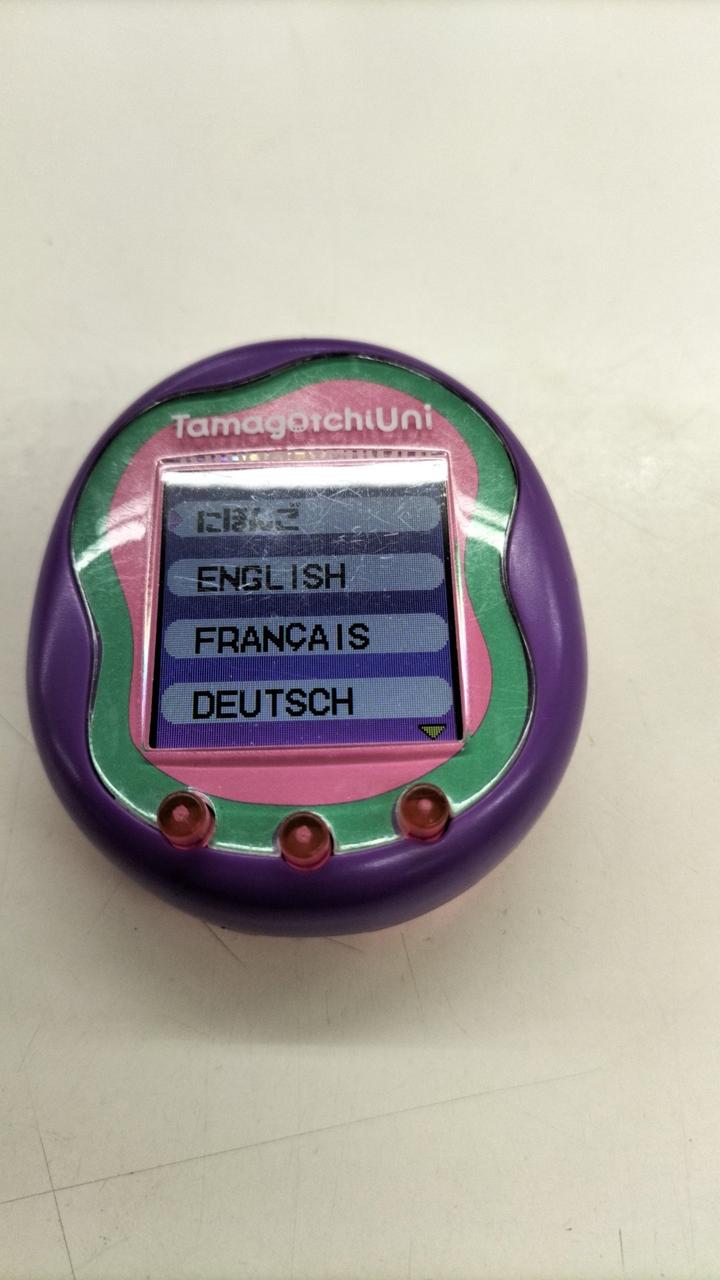 TamagotchiUni
にほんご
ENGLISH
FRANÇAIS
DEUTSCH